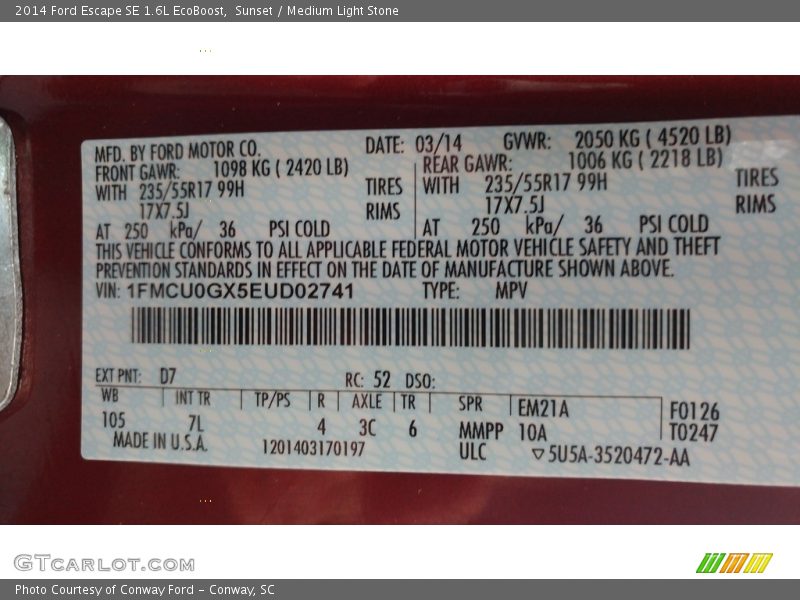 2014 Ford Escape SE 1.6L EcoBoost,  Sunset / Medium Light Stone
MFD. BY FORD MOTOR CO. DATE: 03/14 GVWR: 2050 KG ( 4520 LB)
FRONT GAWR: 1098 KG ( 2420 LB) REAR GAWR: 1006 KG ( 2218 LB)
WITH 235/55R17 99H TIRES WITH 235/55R17 99H TIRES
17X7.5J RIMS 17X7.5J RIMS
AT 250 kPa/ 36 PSI COLD AT 250 kPa/ 36 PSI COLD
THIS VEHICLE CONFORMS TO ALL APPLICABLE FEDERAL MOTOR VEHICLE SAFETY AND THEFT
PREVENTION STANDARDS IN EFFECT ON THE DATE OF MANUFACTURE SHOWN ABOVE.
VIN: 1FMCU0GX5EUD02741 TYPE: MPV
EXT PNT: D7 RC: 52 DSO:
WB INT TR TP/PS R AXLE TR SPR EM21A F0126
105 7L 4 3C 6 MMPP 10A T0247
MADE IN U.S.A. 1201403170197 ULC ▽5U5A-3520472-AA
GTCARLOT.COM
Photo Courtesy of Conway Ford - Conway, SC